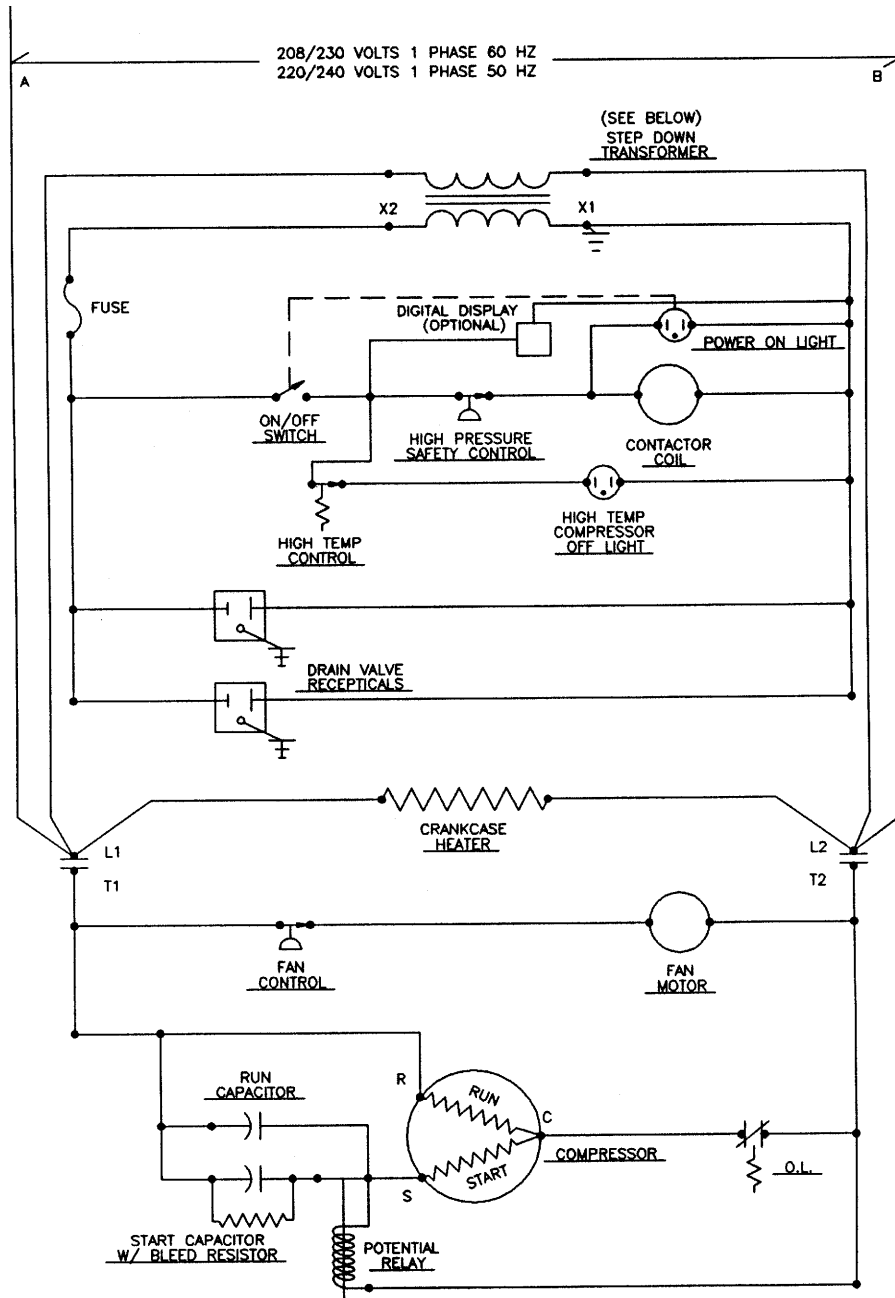 208/230 VOLTS 1 PHASE 60 HZ
220/240 VOLTS 1 PHASE 50 HZ
A
B
(SEE BELOW)
STEP DOWN
TRANSFORMER
X2
X1
FUSE
DIGITAL DISPLAY
(OPTIONAL)
POWER ON LIGHT
ON/OFF
SWITCH
HIGH PRESSURE
SAFETY CONTROL
CONTACTOR
COIL
HIGH TEMP
CONTROL
HIGH TEMP
COMPRESSOR
OFF LIGHT
DRAIN VALVE
RECEPTICALS
CRANKCASE
HEATER
L1
L2
T1
T2
FAN
CONTROL
FAN
MOTOR
RUN
CAPACITOR
R
RUN
C
COMPRESSOR
O.L.
START
S
START CAPACITOR
W/ BLEED RESISTOR
POTENTIAL
RELAY